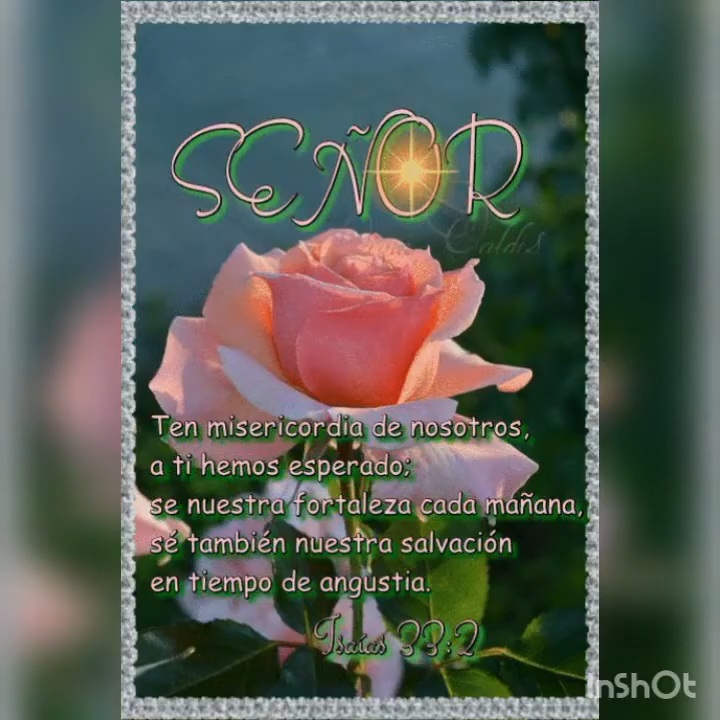 SEÑOR
Valdés
Ten misericordia de nosotros,
a ti hemos esperado;
se nuestra fortaleza cada mañana,
sé también nuestra salvación
en tiempo de angustia.
Isaías 33:2
InShOt